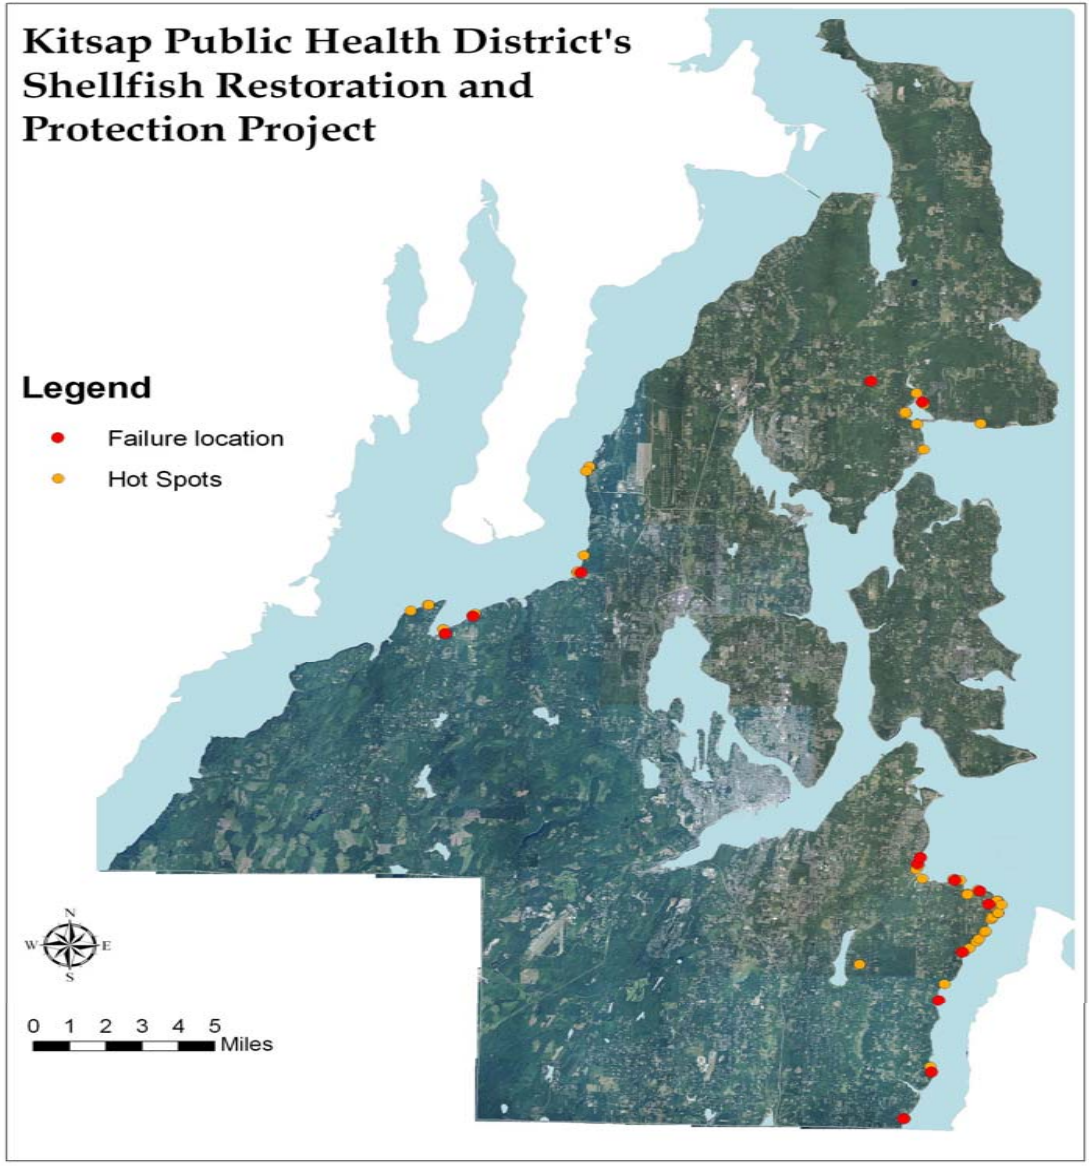 Kitsap Public Health District's
Shellfish Restoration and
Protection Project
Legend
Failure location
Hot Spots
N
W E
S
0 1 2 3 4 5
Miles